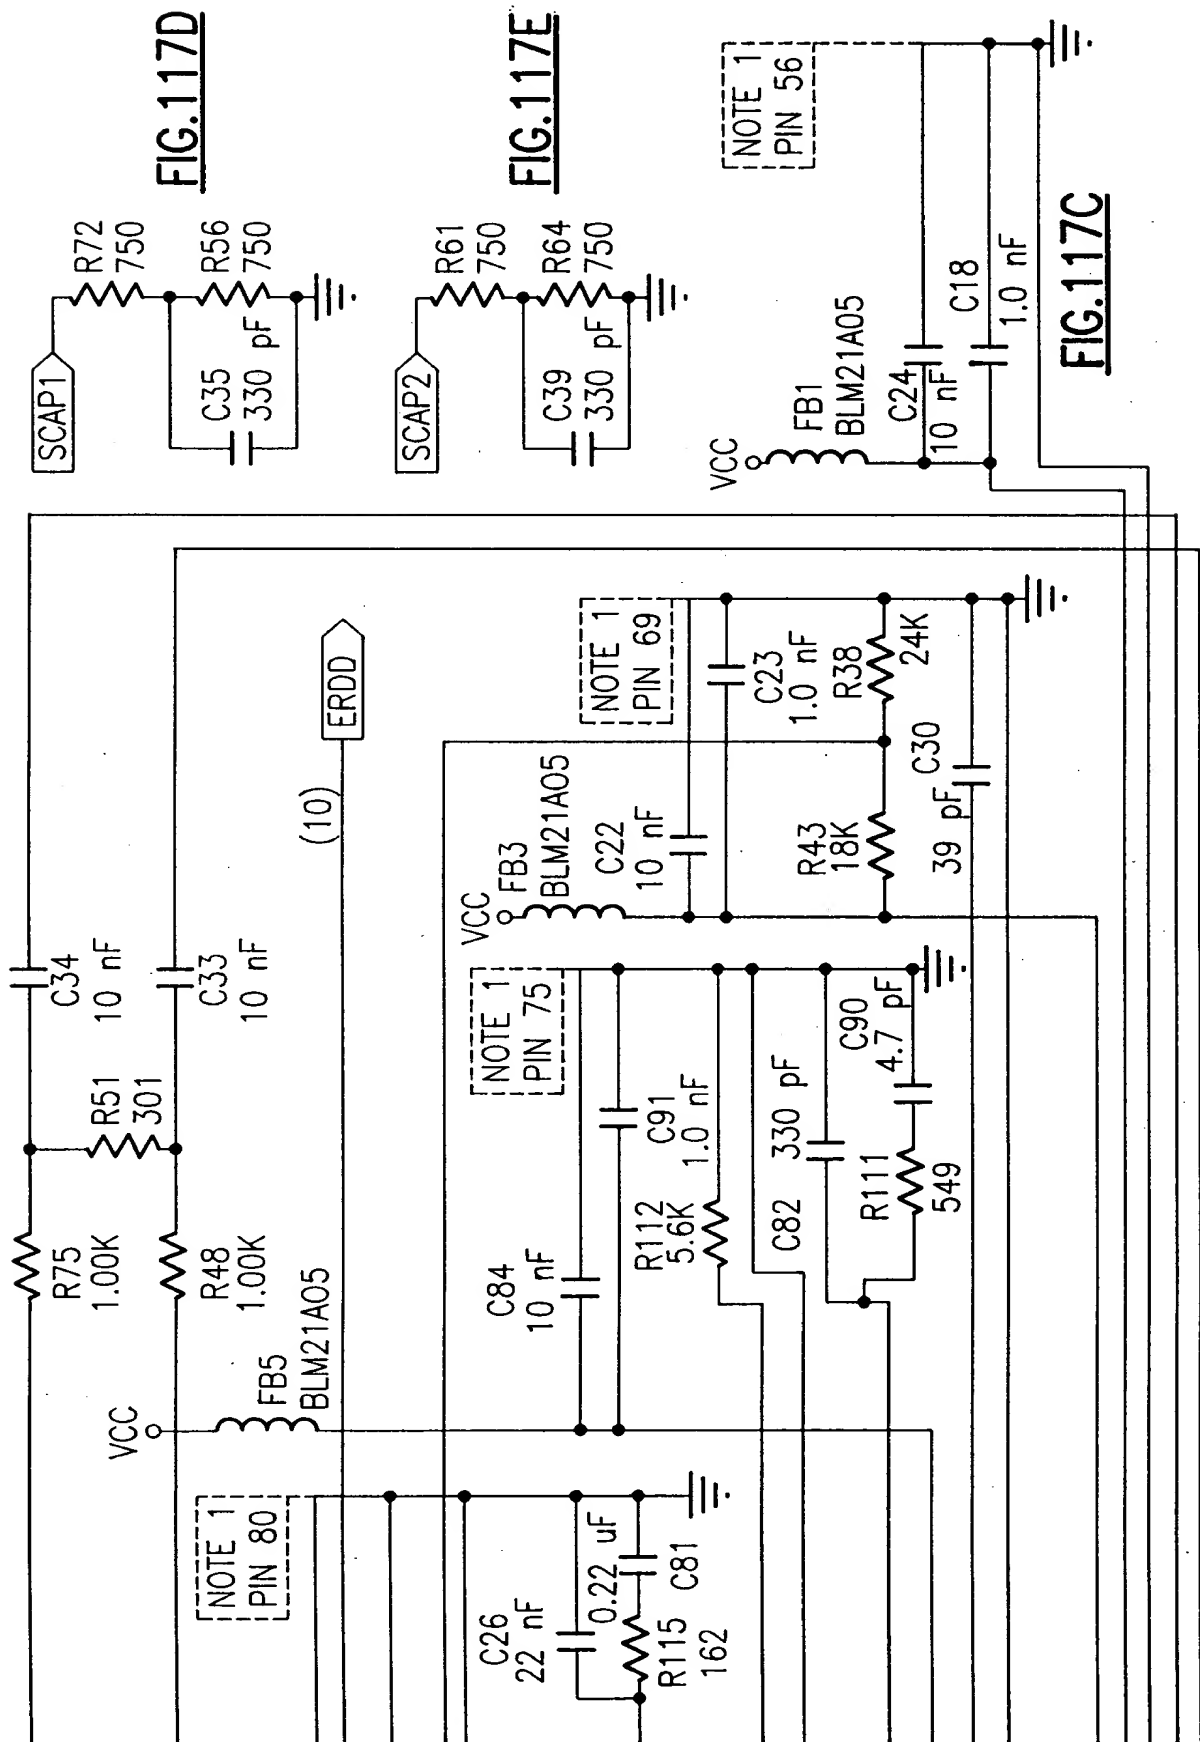 FIG.117D
SCAP1
R72
750
R56
750
C35
330 pF
FIG.117E
SCAP2
R61
750
R64
750
C39
330 pF
NOTE 1
PIN 56
VCC
FB1
BLM21A05
C24
10 nF
C18
1.0 nF
FIG.117C
C34
10 nF
C33
10 nF
R51
301
R75
1.00K
R48
1.00K
ERDD
(10)
NOTE 1
PIN 69
VCC
FB3
BLM21A05
C22
10 nF
C23
1.0 nF
R38
24K
R43
18K
C30
39 pF
NOTE 1
PIN 75
VCC
FB5
BLM21A05
C84
10 nF
C91
1.0 nF
R112
5.6K
C82
330 pF
C90
4.7 pF
R111
549
NOTE 1
PIN 80
C26
22 nF
0.22 uF
C81
R115
162